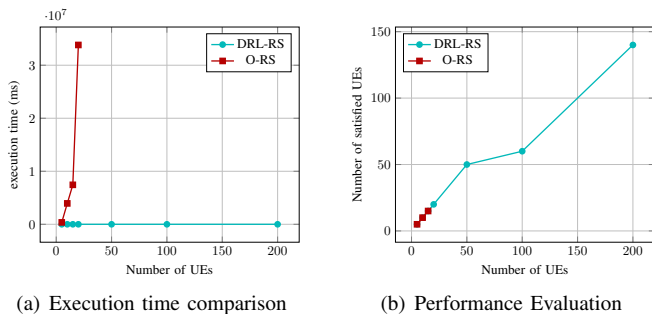 ·10^7
DRL-RS
O-RS
3
2
1
0
execution time (ms)
0
50
100
150
200
Number of UEs
(a) Execution time comparison
DRL-RS
O-RS
150
100
50
0
Number of satisfied UEs
0
50
100
150
200
Number of UEs
(b) Performance Evaluation